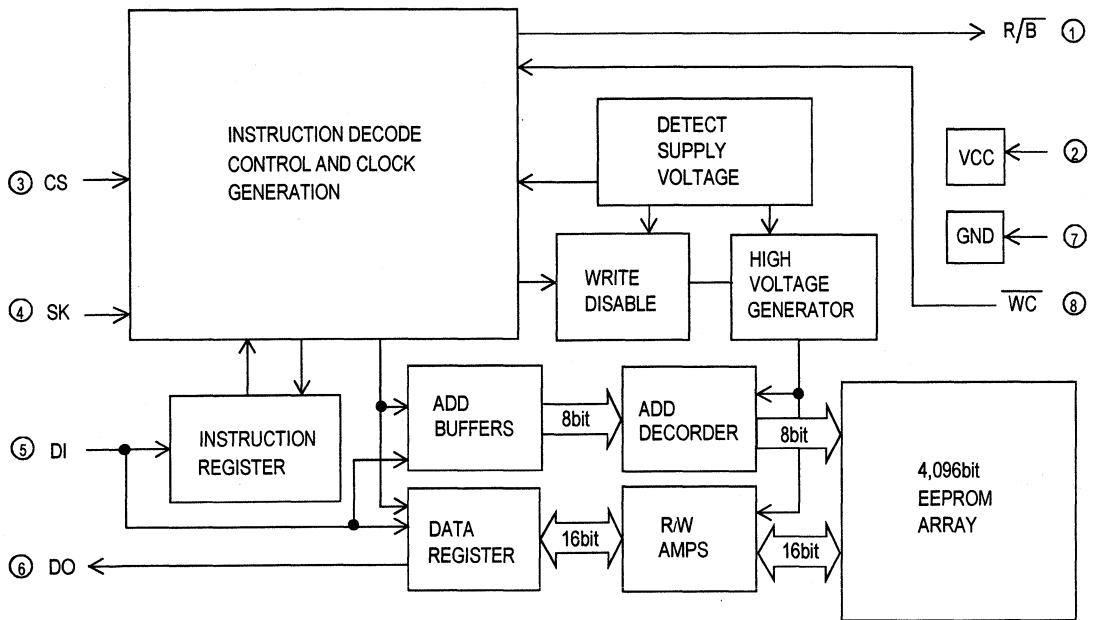 R/B̅ ①
INSTRUCTION DECODE
CONTROL AND CLOCK
GENERATION
DETECT
SUPPLY
VOLTAGE
VCC ②
③ CS
GND ⑦
WRITE
DISABLE
HIGH
VOLTAGE
GENERATOR
W̅C̅ ⑧
④ SK
ADD
BUFFERS
8bit
ADD
DECORDER
8bit
⑤ DI
INSTRUCTION
REGISTER
4,096bit
EEPROM
ARRAY
DATA
REGISTER
16bit
R/W
AMPS
16bit
⑥ DO